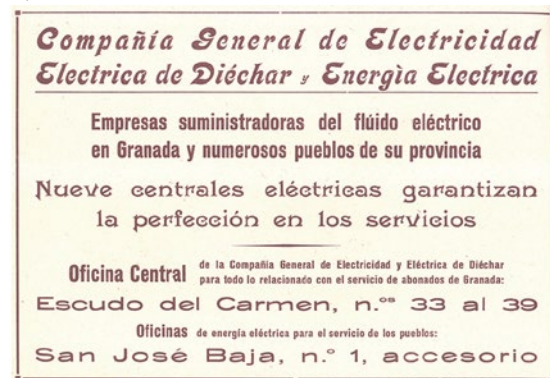 Compañía General de Electricidad
Electrica de Diéchar y Energìa Electrica
Empresas suministradoras del flúido eléctrico
en Granada y numerosos pueblos de su provincia
Nueve centrales eléctricas garantizan
la perfección en los servicios
Oficina Central de la Compañía General de Electricidad y Eléctrica de Diéchar
para todo lo relacionado con el servicio de abonados de Granada:
Escudo del Carmen, n.os 33 al 39
Oficinas de energía eléctrica para el servicio de los pueblos:
San José Baja, n.º 1, accesorio